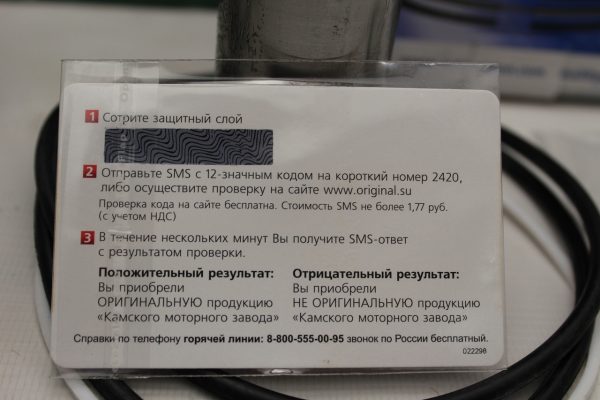 1 Сотрите защитный слой
2 Отправьте SMS с 12-значным кодом на короткий номер 2420,
либо осуществите проверку на сайте www.original.su
Проверка кода на сайте бесплатна. Стоимость SMS не более 1,77 руб.
(с учетом НДС)
3 В течение нескольких минут Вы получите SMS-ответ
с результатом проверки.
Положительный результат:
Вы приобрели
ОРИГИНАЛЬНУЮ продукцию
«Камского моторного завода»
Отрицательный результат:
Вы приобрели
НЕ ОРИГИНАЛЬНУЮ продукцию
«Камского моторного завода»
Справки по телефону горячей линии: 8-800-555-00-95 звонок по России бесплатный.
022298